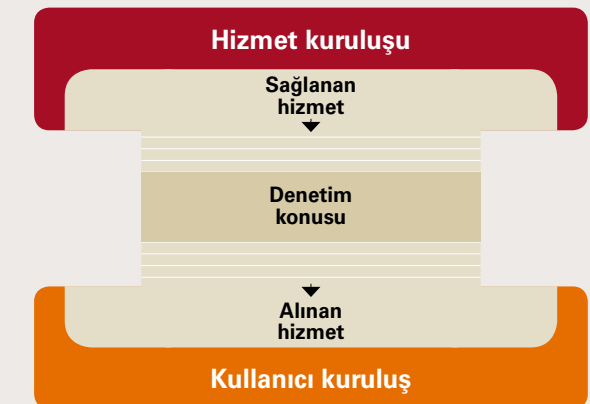 Hizmet kuruluşu
Sağlanan
hizmet
Denetim
konusu
Alınan
hizmet
Kullanıcı kuruluş